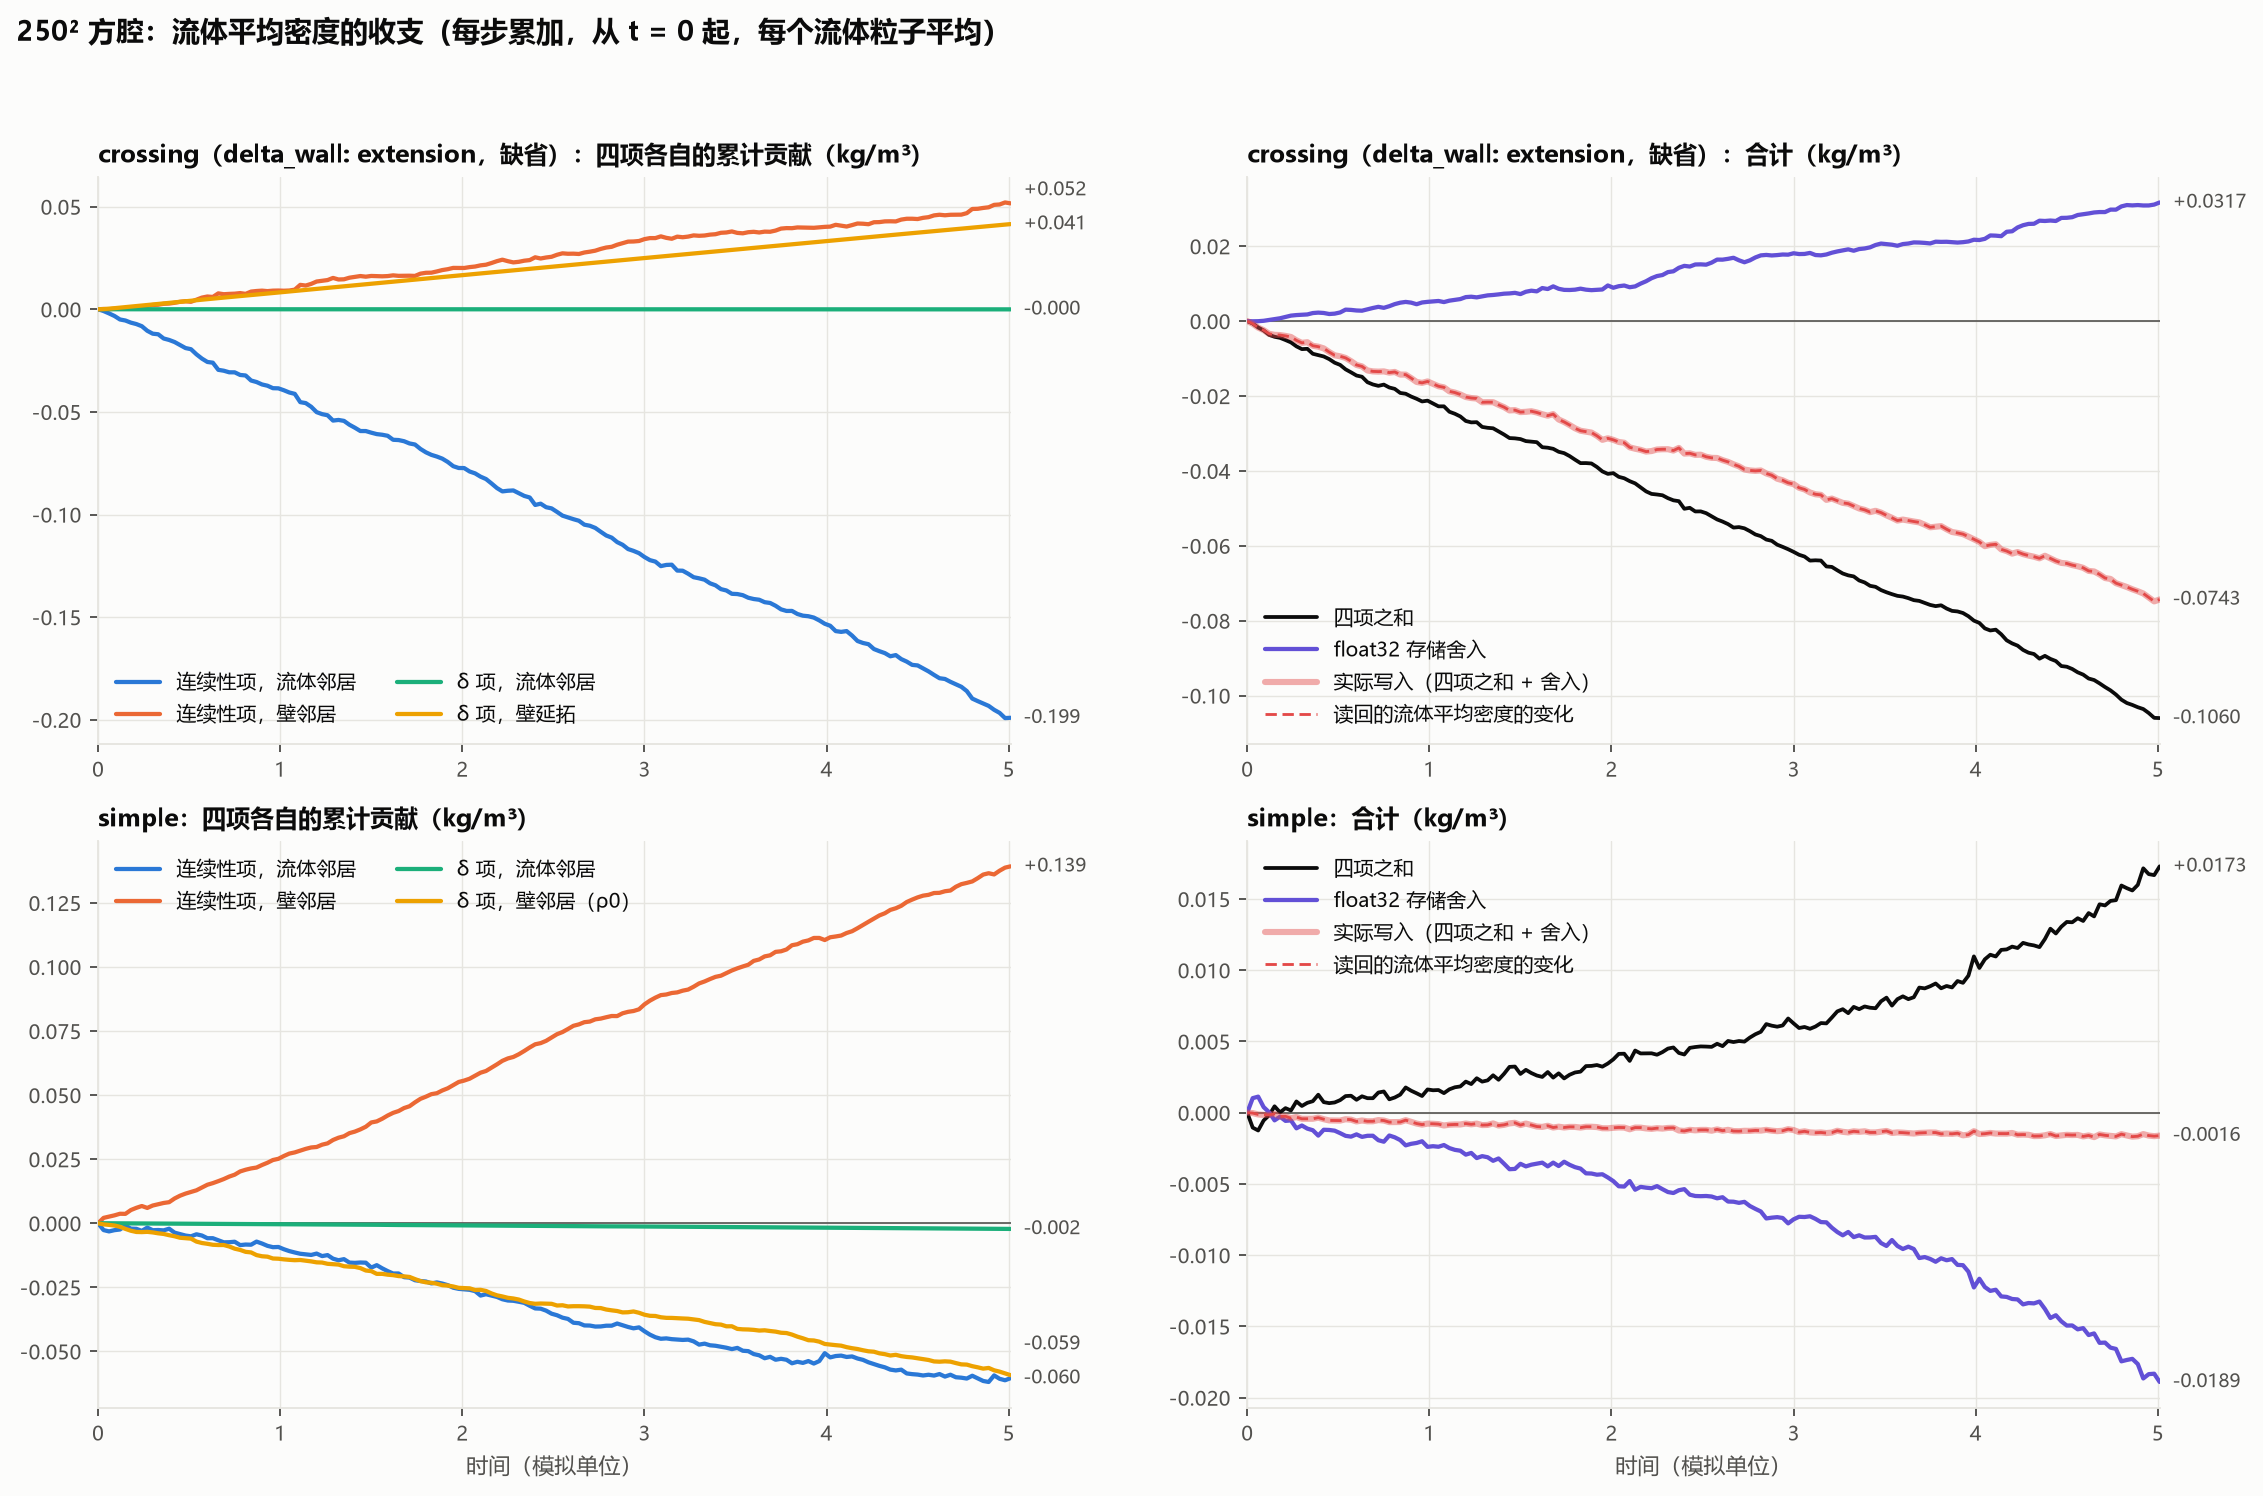 250² 方腔：流体平均密度的收支（每步累加，从 t = 0 起，每个流体粒子平均）
crossing（delta_wall: extension，缺省）：四项各自的累计贡献（kg/m³）
0.05
0.00
-0.05
-0.10
-0.15
-0.20
+0.052
+0.041
-0.000
-0.199
连续性项，流体邻居
连续性项，壁邻居
δ 项，流体邻居
δ 项，壁延拓
0 1 2 3 4 5
crossing（delta_wall: extension，缺省）：合计（kg/m³）
0.02
0.00
-0.02
-0.04
-0.06
-0.08
-0.10
+0.0317
-0.0743
-0.1060
四项之和
float32 存储舍入
实际写入（四项之和 + 舍入）
读回的流体平均密度的变化
0 1 2 3 4 5
simple：四项各自的累计贡献（kg/m³）
连续性项，流体邻居
连续性项，壁邻居
δ 项，流体邻居
δ 项，壁邻居（ρ0）
0.125
0.100
0.075
0.050
0.025
0.000
-0.025
-0.050
+0.139
-0.002
-0.059
-0.060
0 1 2 3 4 5
时间（模拟单位）
simple：合计（kg/m³）
四项之和
float32 存储舍入
实际写入（四项之和 + 舍入）
读回的流体平均密度的变化
0.015
0.010
0.005
0.000
-0.005
-0.010
-0.015
-0.020
+0.0173
-0.0016
-0.0189
0 1 2 3 4 5
时间（模拟单位）